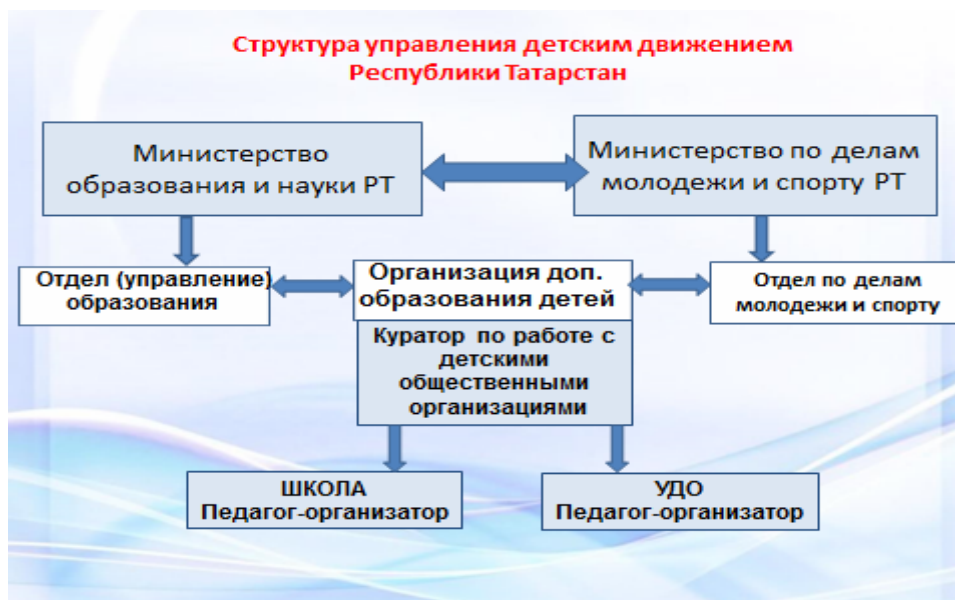 Структура управления детским движением
Республики Татарстан
Министерство
образования и науки РТ
Министерство по делам
молодежи и спорту РТ
Отдел (управление)
образования
Организация доп.
образования детей
Отдел по делам
молодежи и спорту
Куратор по работе с
детскими
общественными
организациями
ШКОЛА
Педагог-организатор
УДО
Педагог-организатор